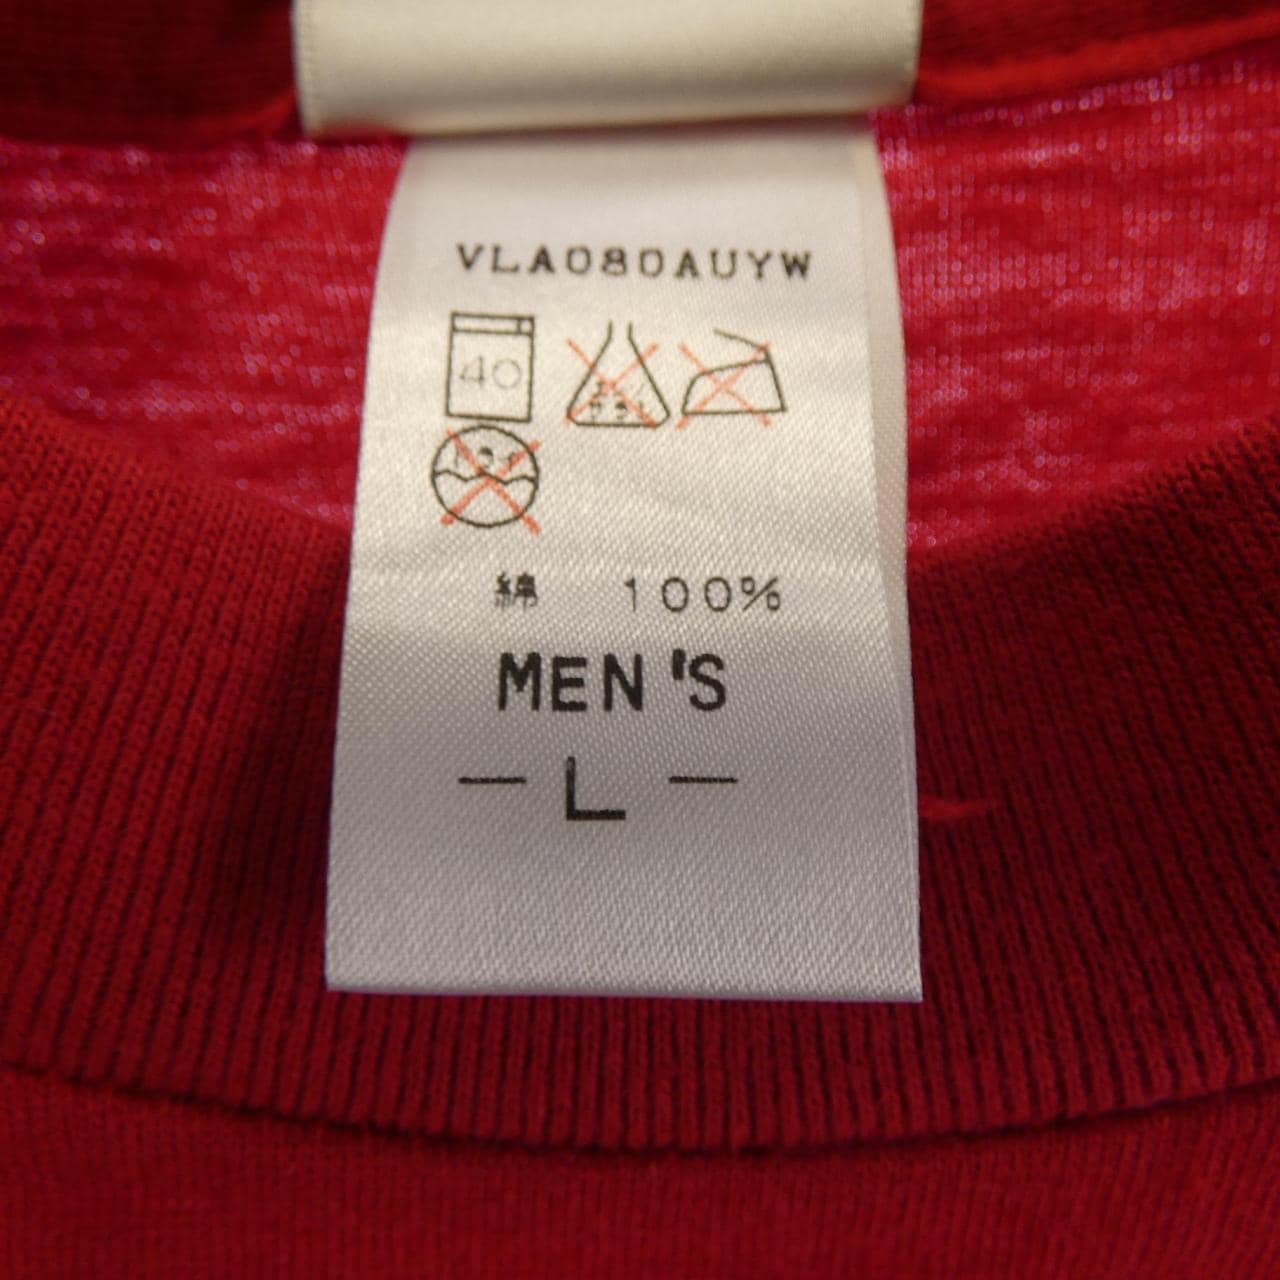 VLA080AUYW
40
綿 100%
MEN'S
— L —